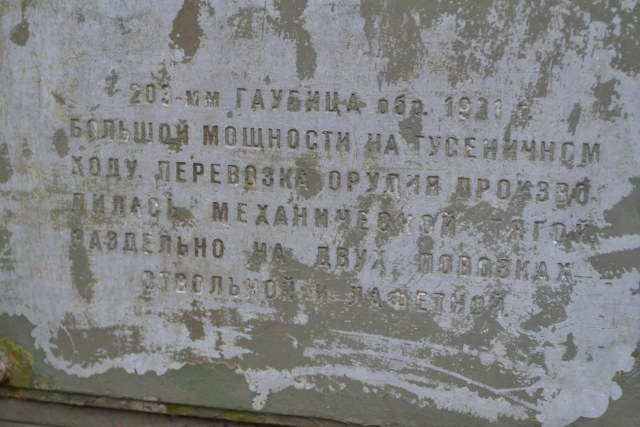 203-мм ГАУБИЦА обр. 1931 г.
БОЛЬШОЙ МОЩНОСТИ НА ГУСЕНИЧНОМ
ХОДУ. ПЕРЕВОЗКА ОРУДИЯ ПРОИЗВО-
ДИЛАСЬ МЕХАНИЧЕСКОЙ ТЯГОЙ
РАЗДЕЛЬНО НА ДВУХ ПОВОЗКАХ —
СТВОЛЬНОЙ И ЛАФЕТНОЙ